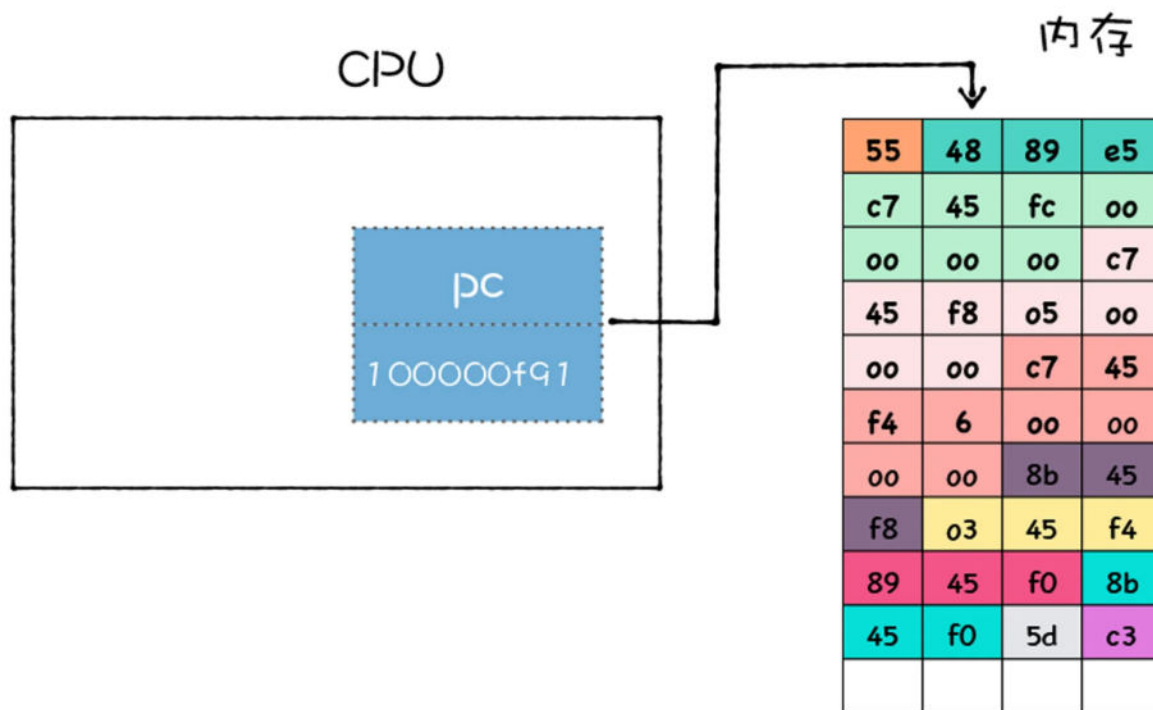 内存
CPU
55 48 89 e5
c7 45 fc 00
00 00 00 c7
pc
45 f8 05 00
100000f91
00 00 c7 45
f4 6 00 00
00 00 8b 45
f8 03 45 f4
89 45 f0 8b
45 f0 5d c3